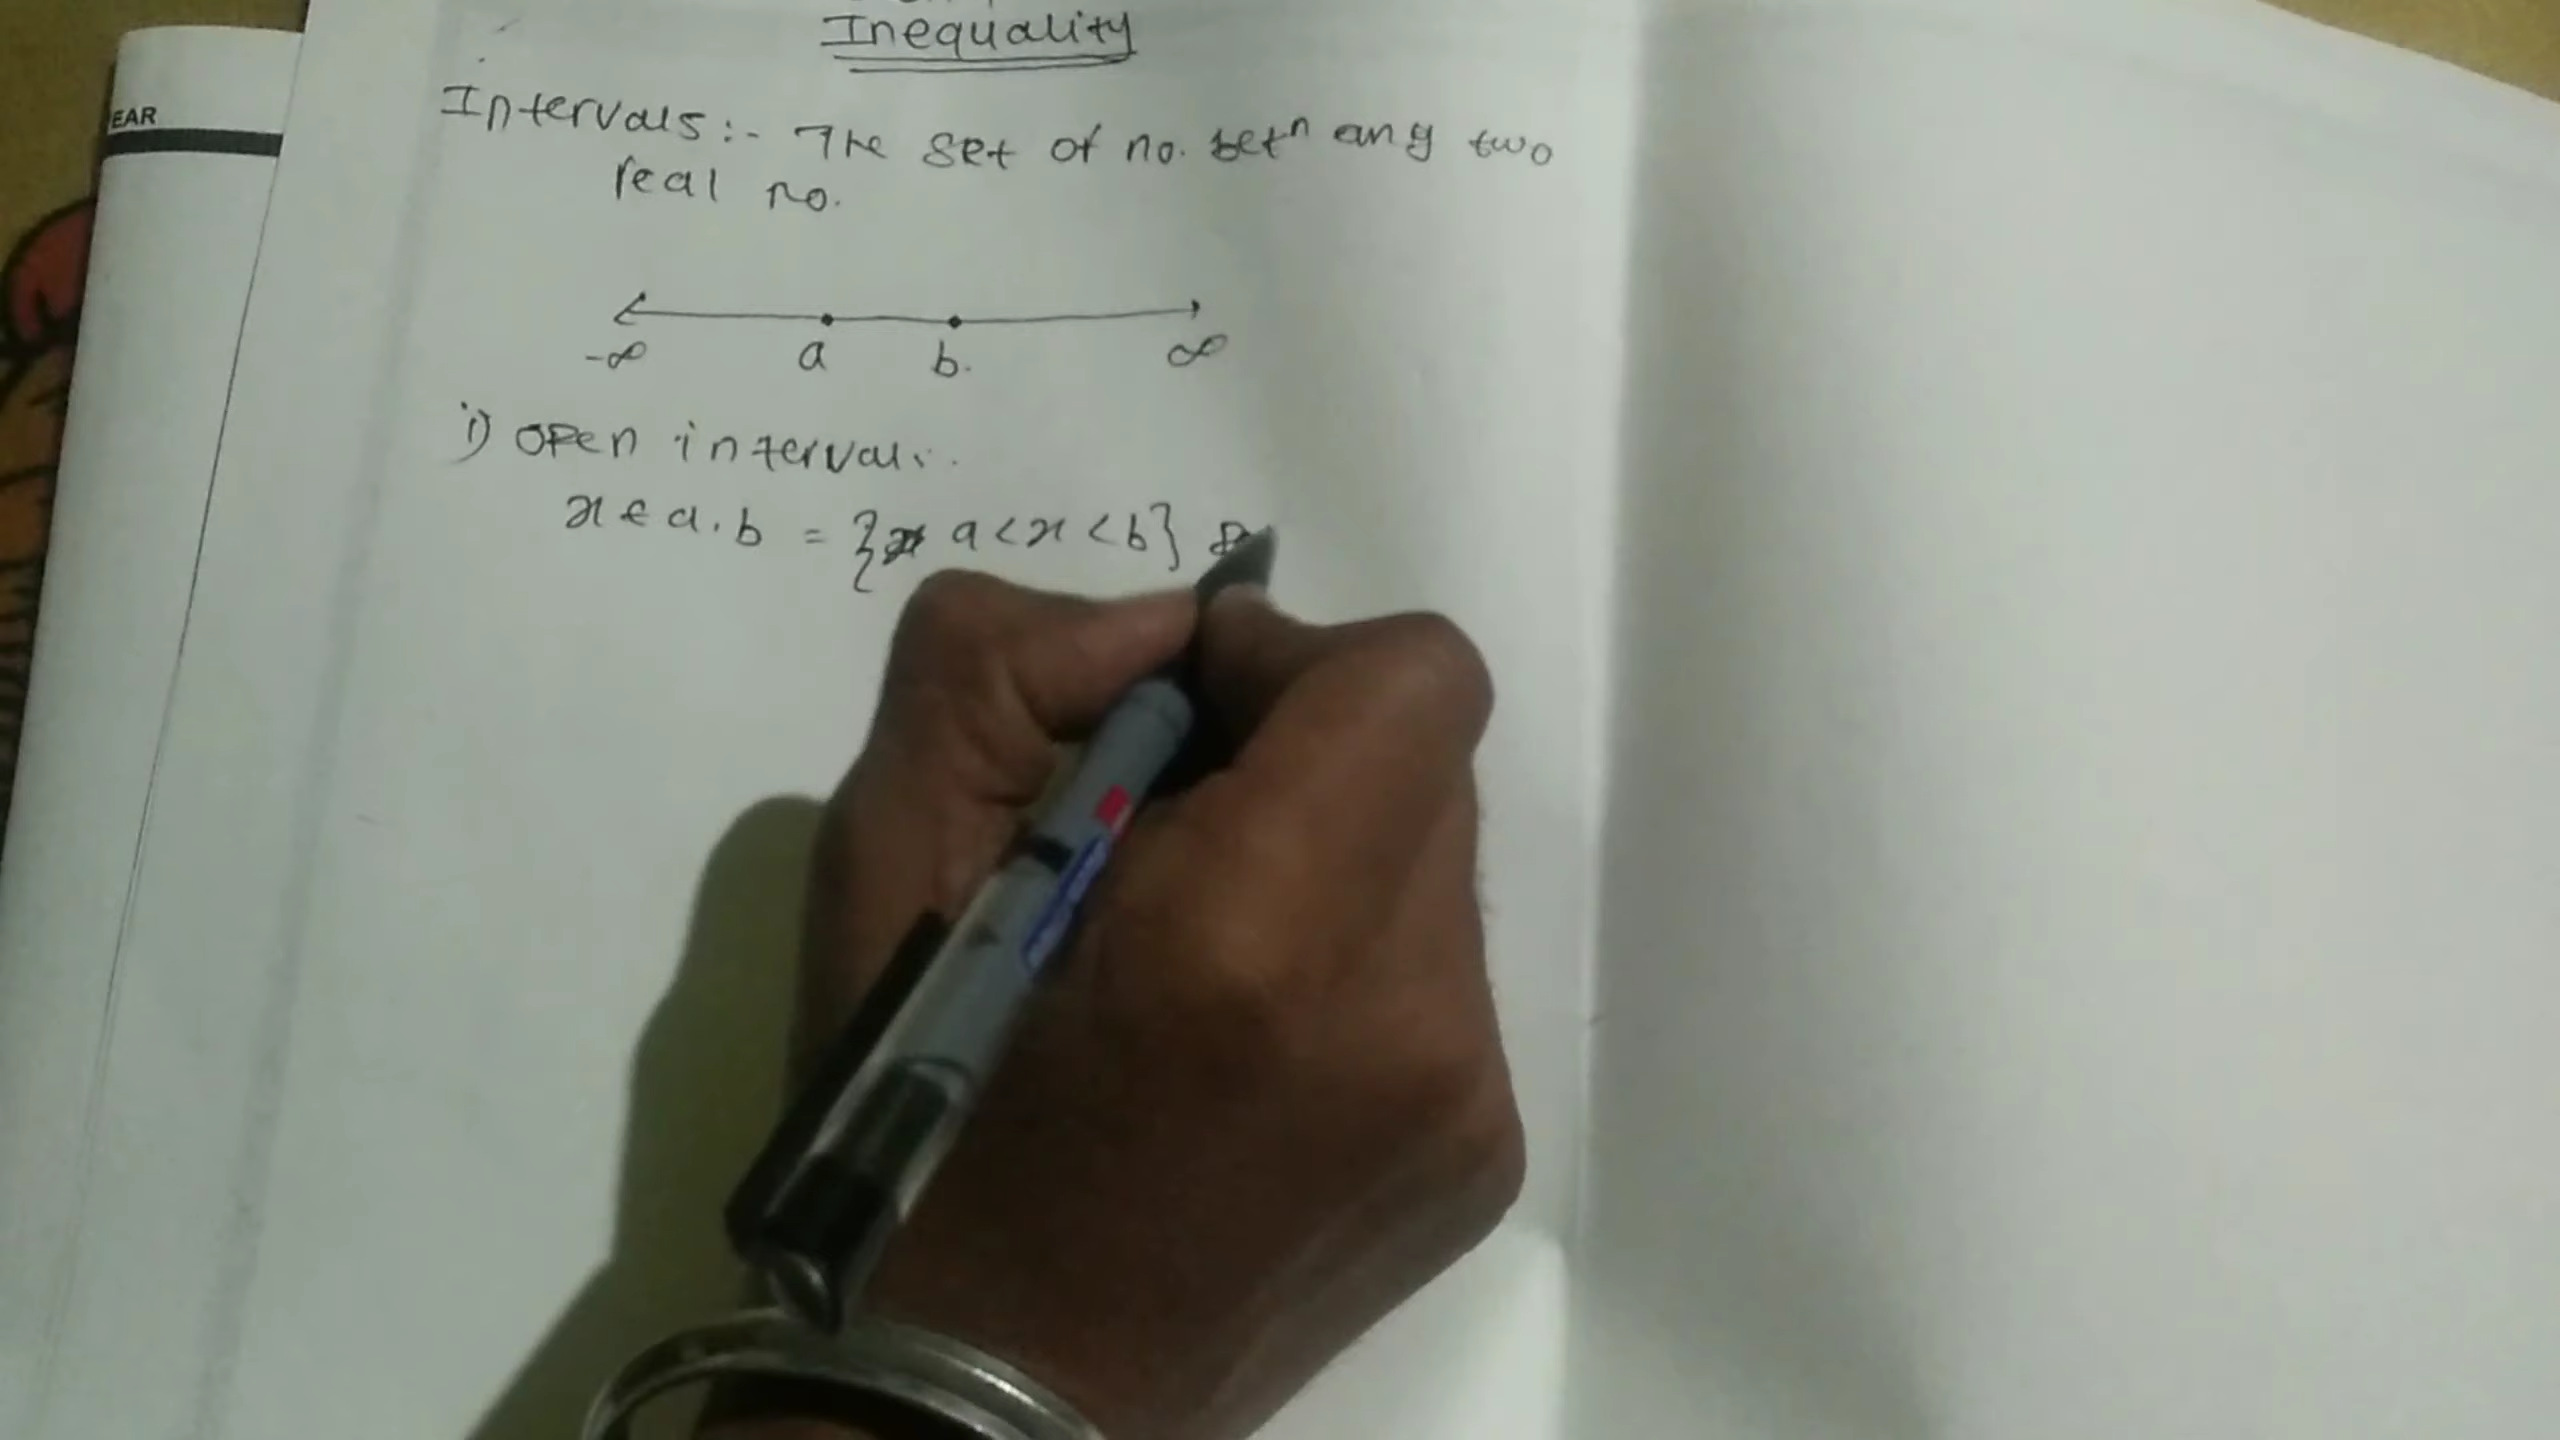 Inequality
EAR
Intervals:- The set of no. betn any two
real no.
-∞ a b. ∞
i) open interval.
x ∈ a.b = { a < x < b}